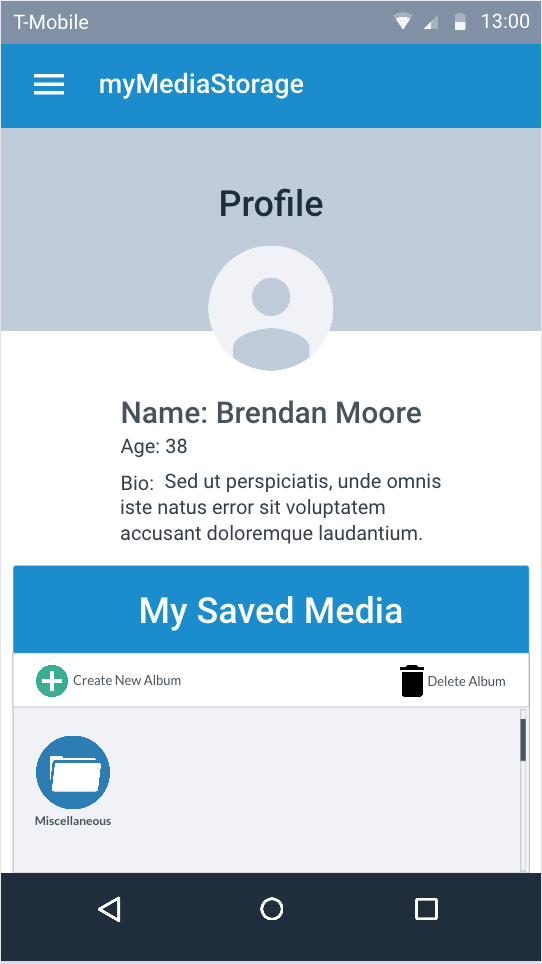 T-Mobile 13:00
myMediaStorage
Profile
Name: Brendan Moore
Age: 38
Bio: Sed ut perspiciatis, unde omnis
iste natus error sit voluptatem
accusant doloremque laudantium.
My Saved Media
Create New Album Delete Album
Miscellaneous